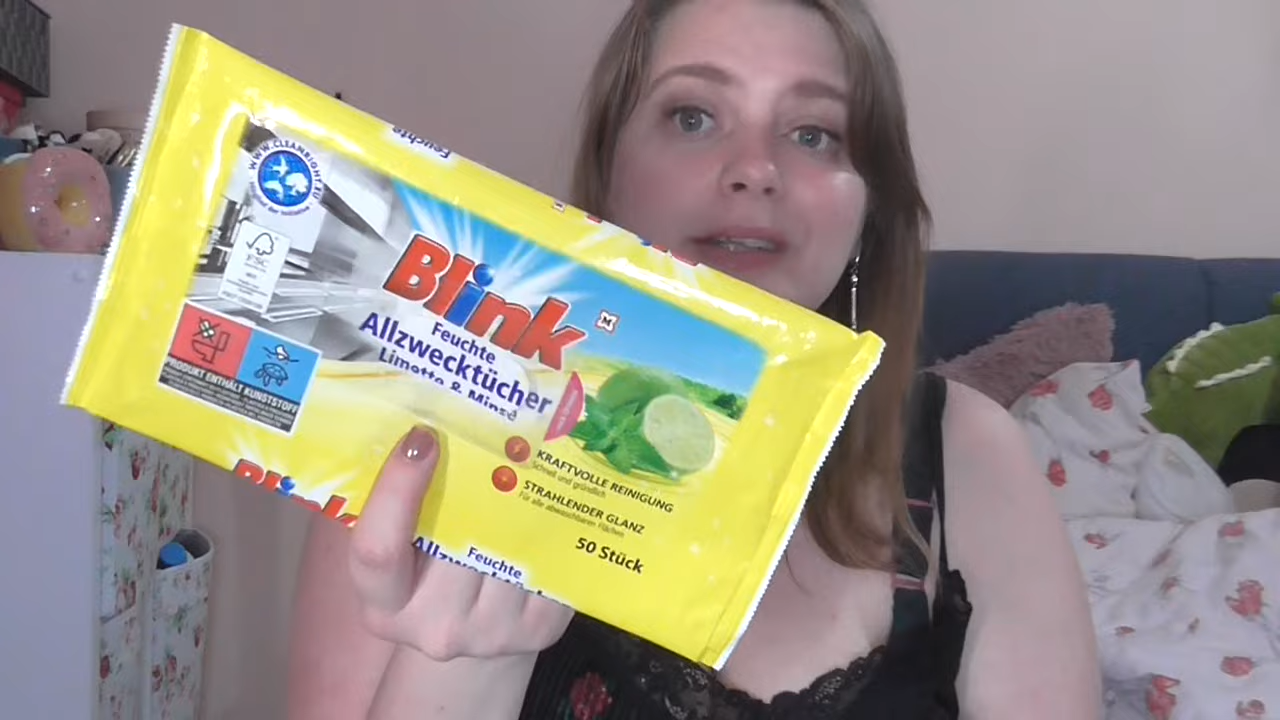 Feuchte
WWW.CLEANRIGHT.EU
FSC
PRODUKT ENTHÄLT KUNSTSTOFF
Blink
Feuchte
Allzwecktücher
Limette & Minze
KRAFTVOLLE REINIGUNG
Schnell und gründlich
STRAHLENDER GLANZ
Für alle abwaschbaren Flächen
50 Stück
Blink
Feuchte